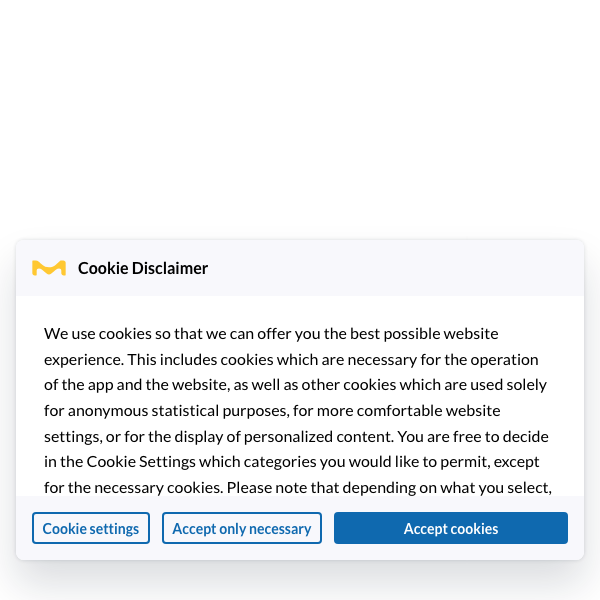 Cookie Disclaimer
We use cookies so that we can offer you the best possible website
experience. This includes cookies which are necessary for the operation
of the app and the website, as well as other cookies which are used solely
for anonymous statistical purposes, for more comfortable website
settings, or for the display of personalized content. You are free to decide
in the Cookie Settings which categories you would like to permit, except
for the necessary cookies. Please note that depending on what you select,
Cookie settings
Accept only necessary
Accept cookies